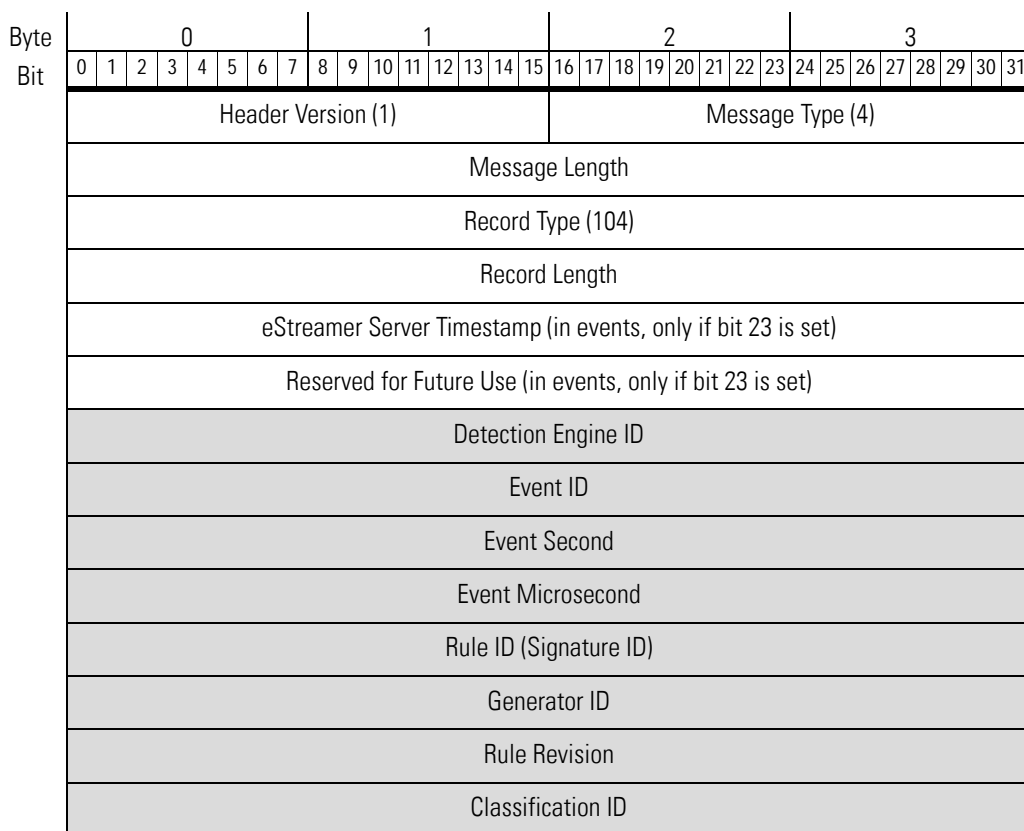 Byte 0 1 2 3
Bit 0 1 2 3 4 5 6 7 8 9 10 11 12 13 14 15 16 17 18 19 20 21 22 23 24 25 26 27 28 29 30 31
Header Version (1) Message Type (4)
Message Length
Record Type (104)
Record Length
eStreamer Server Timestamp (in events, only if bit 23 is set)
Reserved for Future Use (in events, only if bit 23 is set)
Detection Engine ID
Event ID
Event Second
Event Microsecond
Rule ID (Signature ID)
Generator ID
Rule Revision
Classification ID